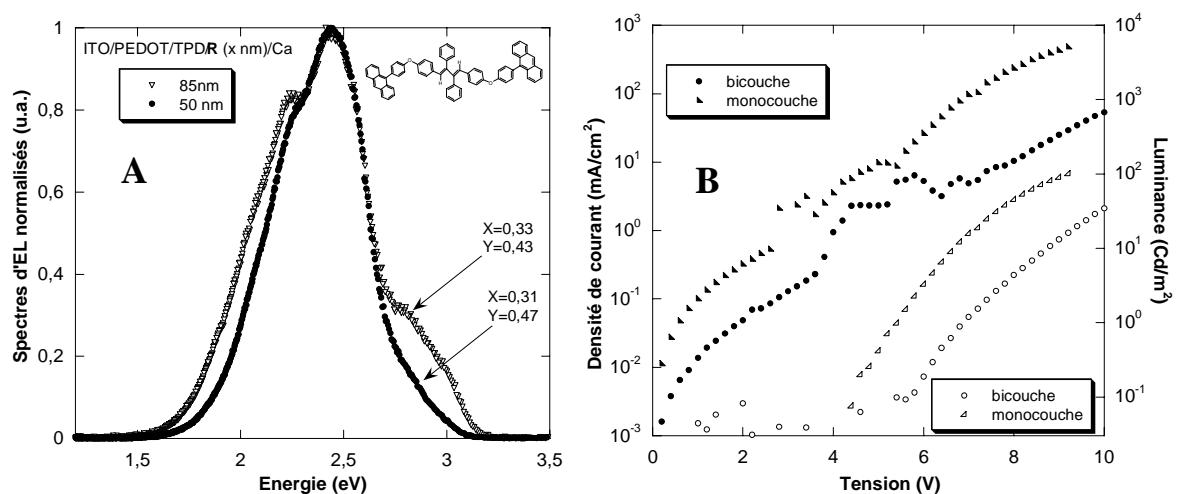 ITO/PEDOT/TPD/R (x nm)/Ca
85nm
50 nm
A
X=0,33
Y=0,43
X=0,31
Y=0,47
Spectres d'EL normalisés (u.a.)
1
0,8
0,6
0,4
0,2
0
1,5
2
2,5
3
3,5
Energie (eV)
O
H
H
O
B
bicouche
monocouche
bicouche
monocouche
Densité de courant (mA/cm²)
10³
10²
10¹
10⁰
10⁻¹
10⁻²
10⁻³
0
2
4
6
8
10
Tension (V)
10⁴
10³
10²
10¹
10⁰
10⁻¹
Luminance (Cd/m²)